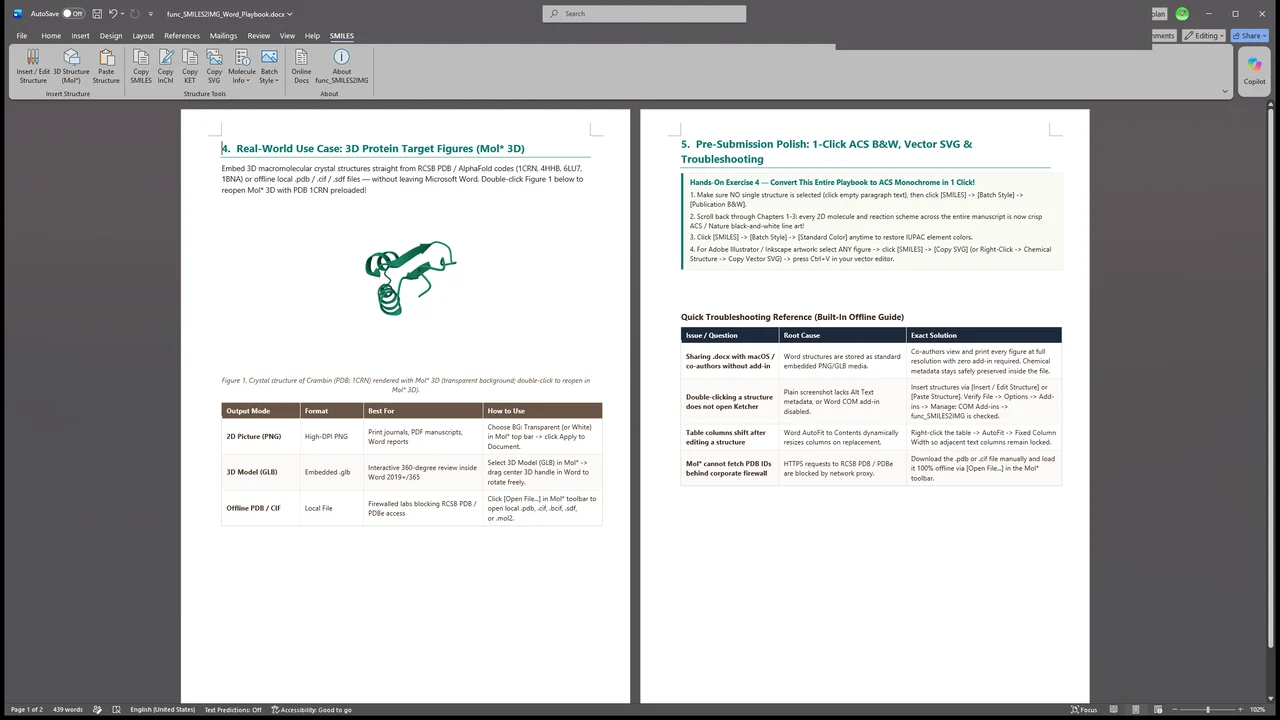 AutoSave Off func_SMILES2IMG_Word_Playbook.docx Search
File Home Insert Design Layout References Mailings Review View Help SMILES Editing Share
Insert / Edit Structure
3D Structure (Mol*)
Paste Structure
Copy SMILES
Copy InChI
Copy KET
Copy SVG
Molecule Info
Batch Style
Online Docs
About func_SMILES2IMG
Copilot
Insert Structure
Structure Tools
About
4. Real-World Use Case: 3D Protein Target Figures (Mol* 3D)
Embed 3D macromolecular crystal structures straight from RCSB PDB / AlphaFold codes (1CRN, 4HHB, 6LU7,
1BNA) or offline local .pdb / .cif / .sdf files — without leaving Microsoft Word. Double-click Figure 1 below to
reopen Mol* 3D with PDB 1CRN preloaded!
Figure 1. Crystal structure of Crambin (PDB: 1CRN) rendered with Mol* 3D (transparent background; double-click to reopen in
Mol* 3D).
Output Mode Format Best For How to Use
2D Picture (PNG)
High-DPI PNG
Print journals, PDF manuscripts,
Word reports
Choose BG: Transparent (or White)
in Mol* top bar -> click Apply to
Document.
3D Model (GLB)
Embedded .glb
Interactive 360-degree review inside
Word 2019+/365
Select 3D Model (GLB) in Mol* ->
drag center 3D handle in Word to
rotate freely.
Offline PDB / CIF
Local File
Firewalled labs blocking RCSB PDB /
PDBe access
Click [Open File...] in Mol* toolbar to
open local .pdb, .cif, .bcif, .sdf,
or .mol2.
5. Pre-Submission Polish: 1-Click ACS B&W, Vector SVG &
Troubleshooting
Hands-On Exercise 4 — Convert This Entire Playbook to ACS Monochrome in 1 Click!
1. Make sure NO single structure is selected (click empty paragraph text), then click [SMILES] -> [Batch Style] ->
[Publication B&W].
2. Scroll back through Chapters 1-3: every 2D molecule and reaction scheme across the entire manuscript is now crisp
ACS / Nature black-and-white line art!
3. Click [SMILES] -> [Batch Style] -> [Standard Color] anytime to restore IUPAC element colors.
4. For Adobe Illustrator / Inkscape artwork: select ANY figure -> click [SMILES] -> [Copy SVG] (or Right-Click -> Chemical
Structure -> Copy Vector SVG) -> press Ctrl+V in your vector editor.
Quick Troubleshooting Reference (Built-In Offline Guide)
Issue / Question Root Cause Exact Solution
Sharing .docx with macOS /
co-authors without add-in
Word structures are stored as standard
embedded PNG/GLB media.
Co-authors view and print every figure at full
resolution with zero add-in required. Chemical
metadata stays safely preserved inside the file.
Double-clicking a structure
does not open Ketcher
Plain screenshot lacks Alt Text
metadata, or Word COM add-in
disabled.
Insert structures via [Insert / Edit Structure] or
[Paste Structure]. Verify File -> Options -> Add-
ins -> Manage: COM Add-ins ->
func_SMILES2IMG is checked.
Table columns shift after
editing a structure
Word AutoFit to Contents dynamically
resizes columns on replacement.
Right-click the table -> AutoFit -> Fixed Column
Width so adjacent text columns remain locked.
Mol* cannot fetch PDB IDs
behind corporate firewall
HTTPS requests to RCSB PDB / PDBe
are blocked by network proxy.
Download the .pdb or .cif file manually and load
it 100% offline via [Open File...] in the Mol*
toolbar.
Page 1 of 2 439 words English (United States) Text Predictions: Off Accessibility: Good to go Focus 102%